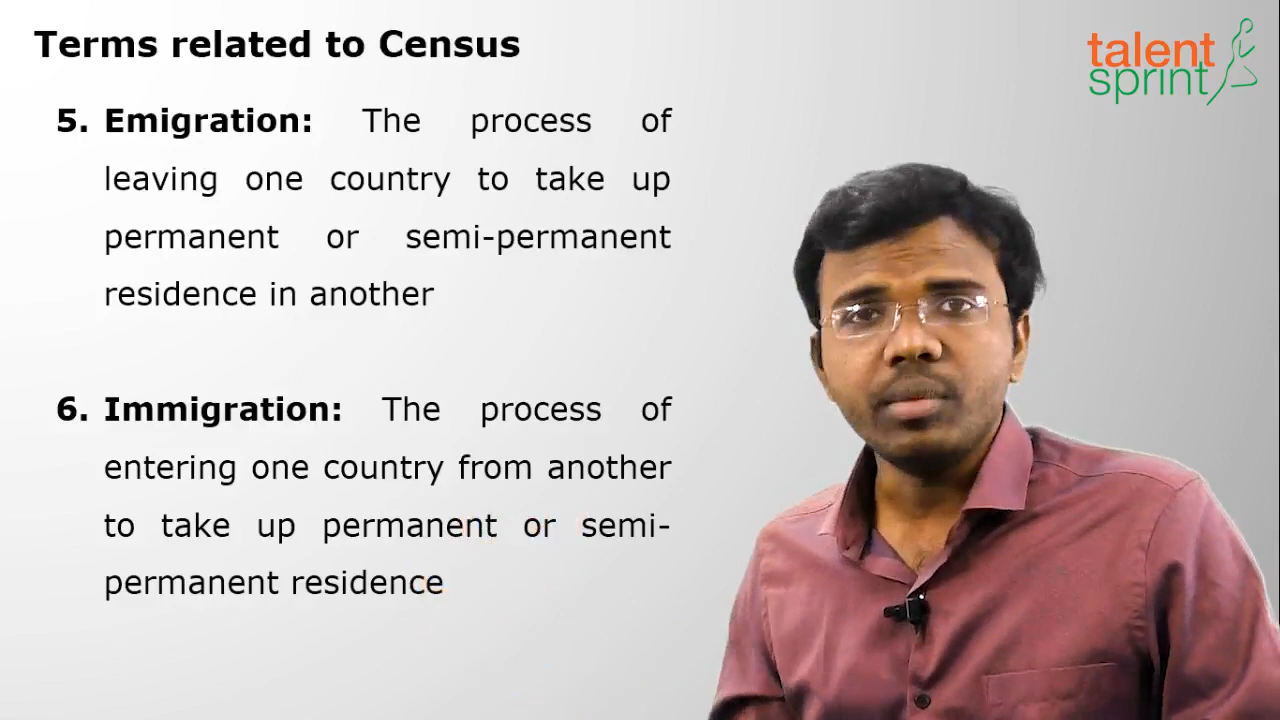 Terms related to Census
talent
sprint
5. Emigration: The process of
leaving one country to take up
permanent or semi-permanent
residence in another
6. Immigration: The process of
entering one country from another
to take up permanent or semi-
permanent residence